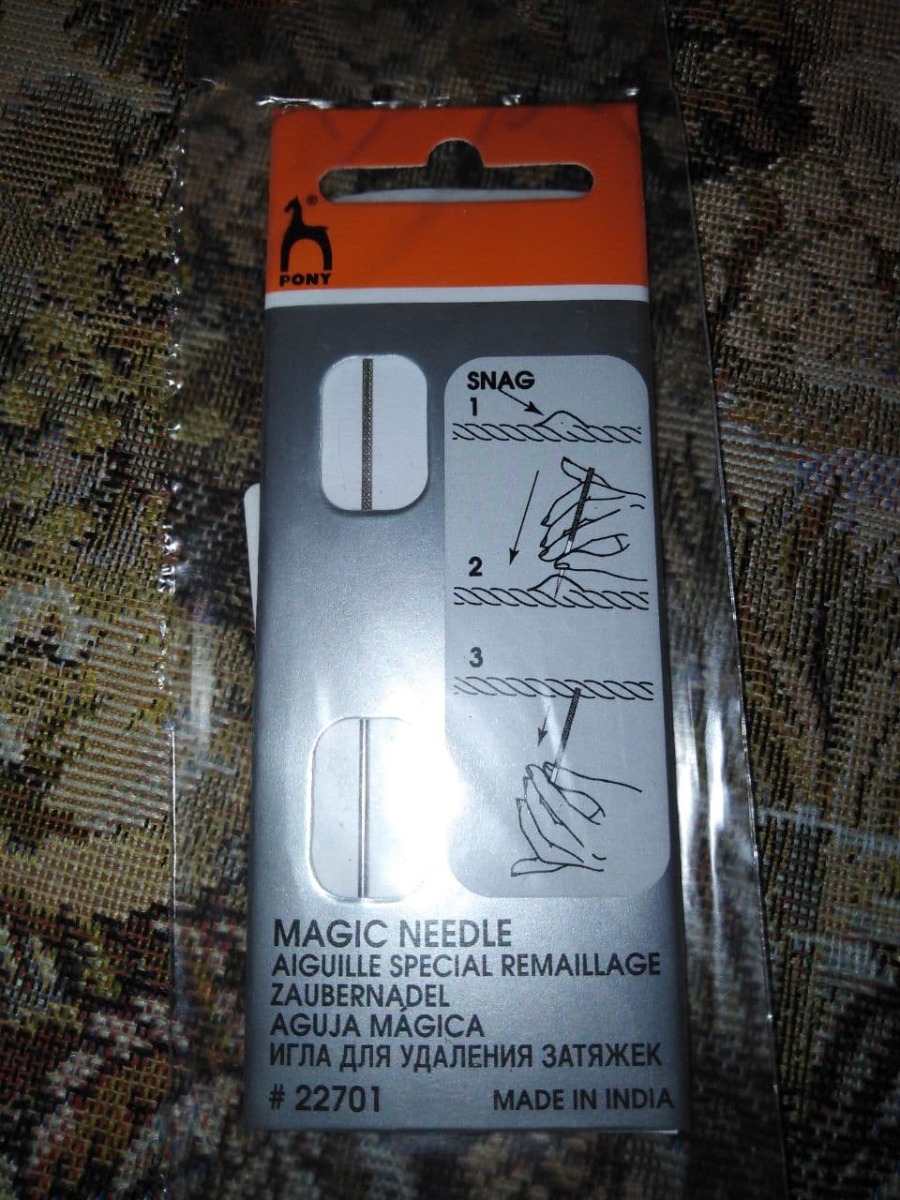 ®
PONY
SNAG
1
2
3
MAGIC NEEDLE
AIGUILLE SPECIAL REMAILLAGE
ZAUBERNADEL
AGUJA MÁGICA
ИГЛА ДЛЯ УДАЛЕНИЯ ЗАТЯЖЕК
# 22701 MADE IN INDIA